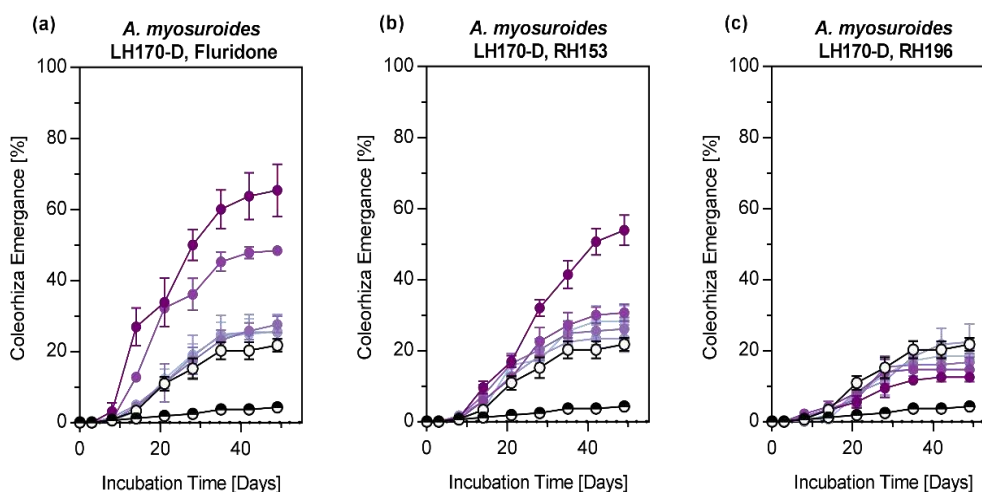 (a)
A. myosuroides
LH170-D, Fluridone
100
80
60
40
20
0
0 20 40
Coleorhiza Emergance [%]
Incubation Time [Days]
(b)
A. myosuroides
LH170-D, RH153
100
80
60
40
20
0
0 20 40
Coleorhiza Emergance [%]
Incubation Time [Days]
(c)
A. myosuroides
LH170-D, RH196
100
80
60
40
20
0
0 20 40
Coleorhiza Emergance [%]
Incubation Time [Days]